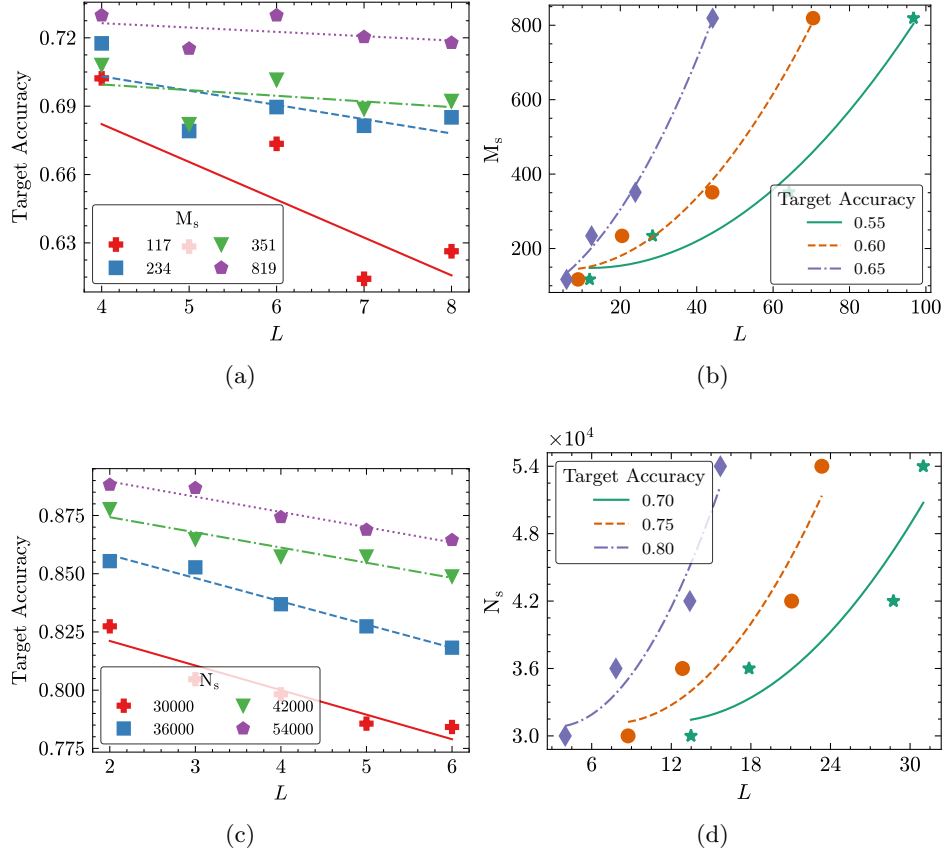 0.72
0.69
0.66
0.63
Target Accuracy
M_s
117 351
234 819
4 5 6 7 8
L
(a)
800
600
400
200
M_s
Target Accuracy
0.55
0.60
0.65
20 40 60 80 100
L
(b)
0.875
0.850
0.825
0.800
0.775
Target Accuracy
N_s
30000 42000
36000 54000
2 3 4 5 6
L
(c)
×10⁴
5.4
4.8
4.2
3.6
3.0
N_s
Target Accuracy
0.70
0.75
0.80
6 12 18 24 30
L
(d)